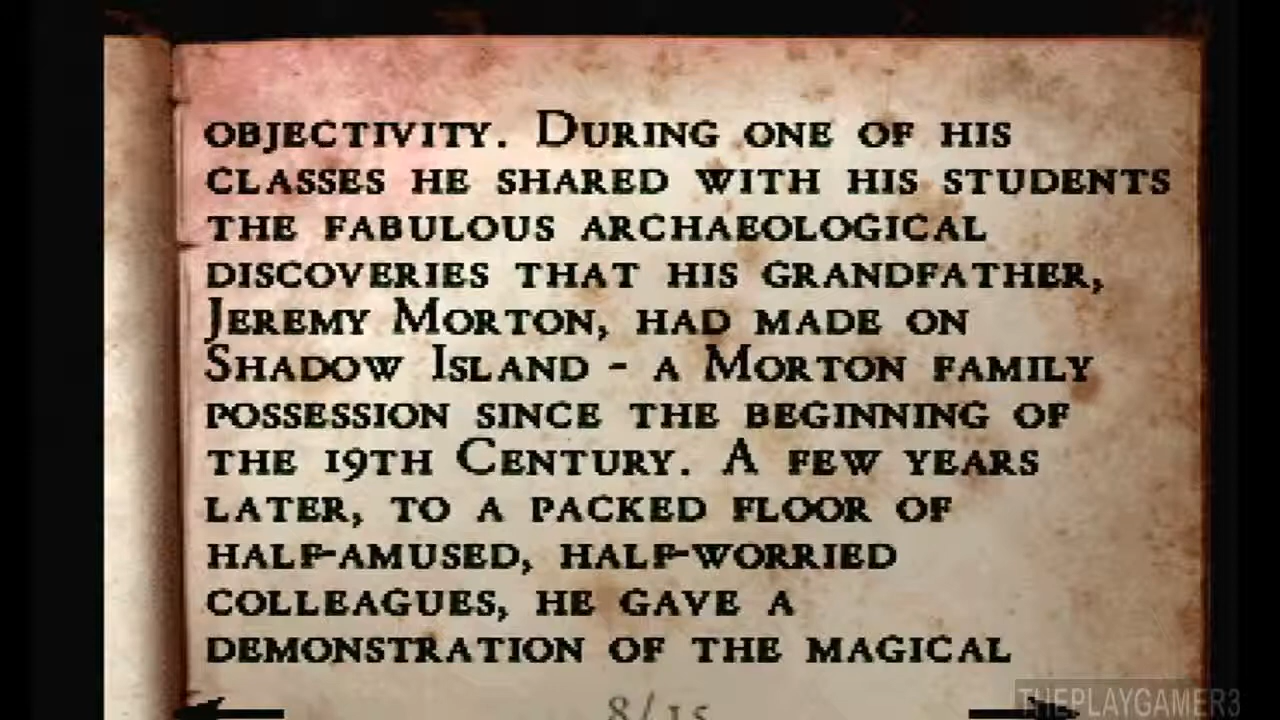 OBJECTIVITY. DURING ONE OF HIS
CLASSES HE SHARED WITH HIS STUDENTS
THE FABULOUS ARCHAEOLOGICAL
DISCOVERIES THAT HIS GRANDFATHER,
JEREMY MORTON, HAD MADE ON
SHADOW ISLAND - A MORTON FAMILY
POSSESSION SINCE THE BEGINNING OF
THE 19TH CENTURY. A FEW YEARS
LATER, TO A PACKED FLOOR OF
HALF-AMUSED, HALF-WORRIED
COLLEAGUES, HE GAVE A
DEMONSTRATION OF THE MAGICAL
8/15
THEPLAYGAMER3